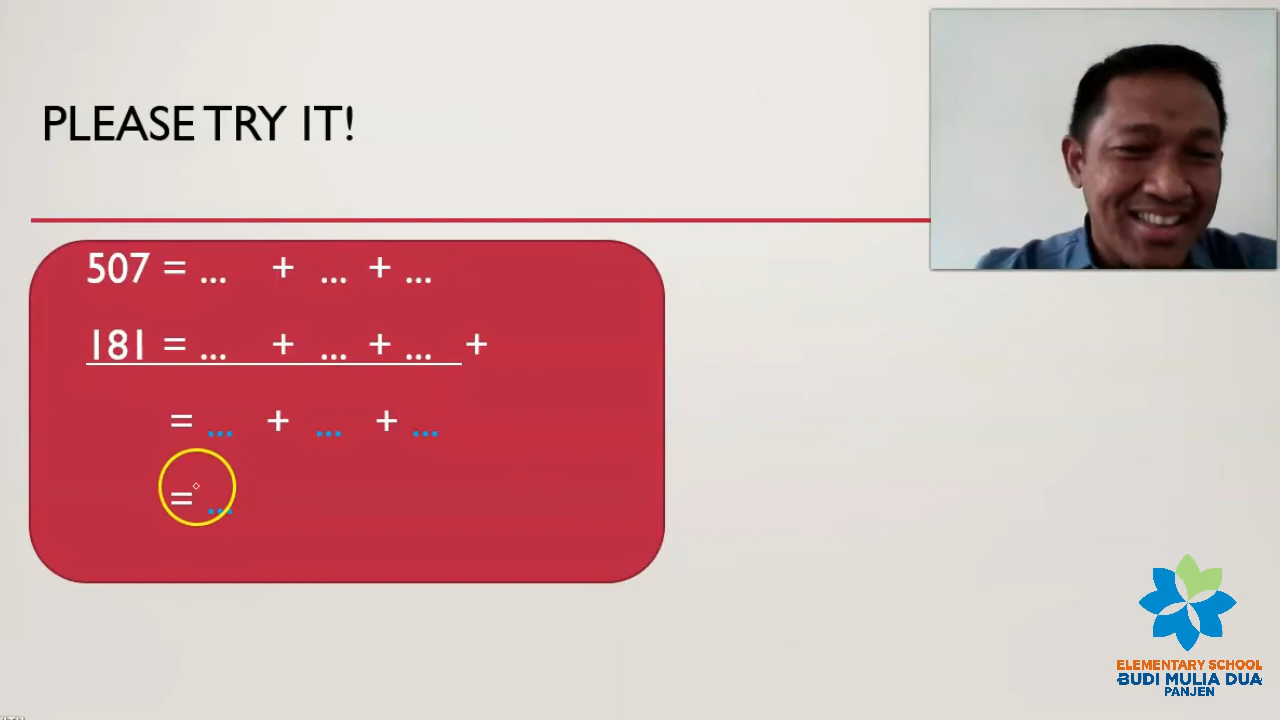 PLEASE TRY IT!
507 = ... + ... + ...
181 = ... + ... + ... +
= ... + ... + ...
= ...
ELEMENTARY SCHOOL
BUDI MULIA DUA
PANJEN